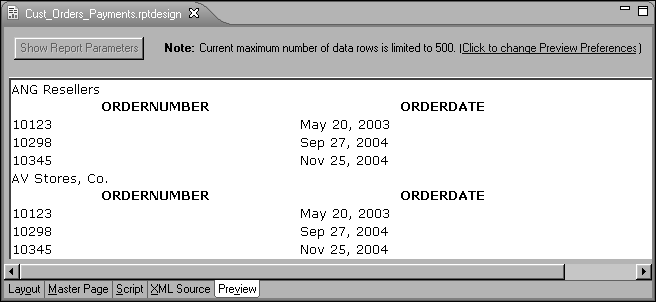 Cust_Orders_Payments.rptdesign
Show Report Parameters Note: Current maximum number of data rows is limited to 500. (Click to change Preview Preferences)
ANG Resellers
ORDERNUMBER ORDERDATE
10123 May 20, 2003
10298 Sep 27, 2004
10345 Nov 25, 2004
AV Stores, Co.
ORDERNUMBER ORDERDATE
10123 May 20, 2003
10298 Sep 27, 2004
10345 Nov 25, 2004
Layout Master Page Script XML Source Preview